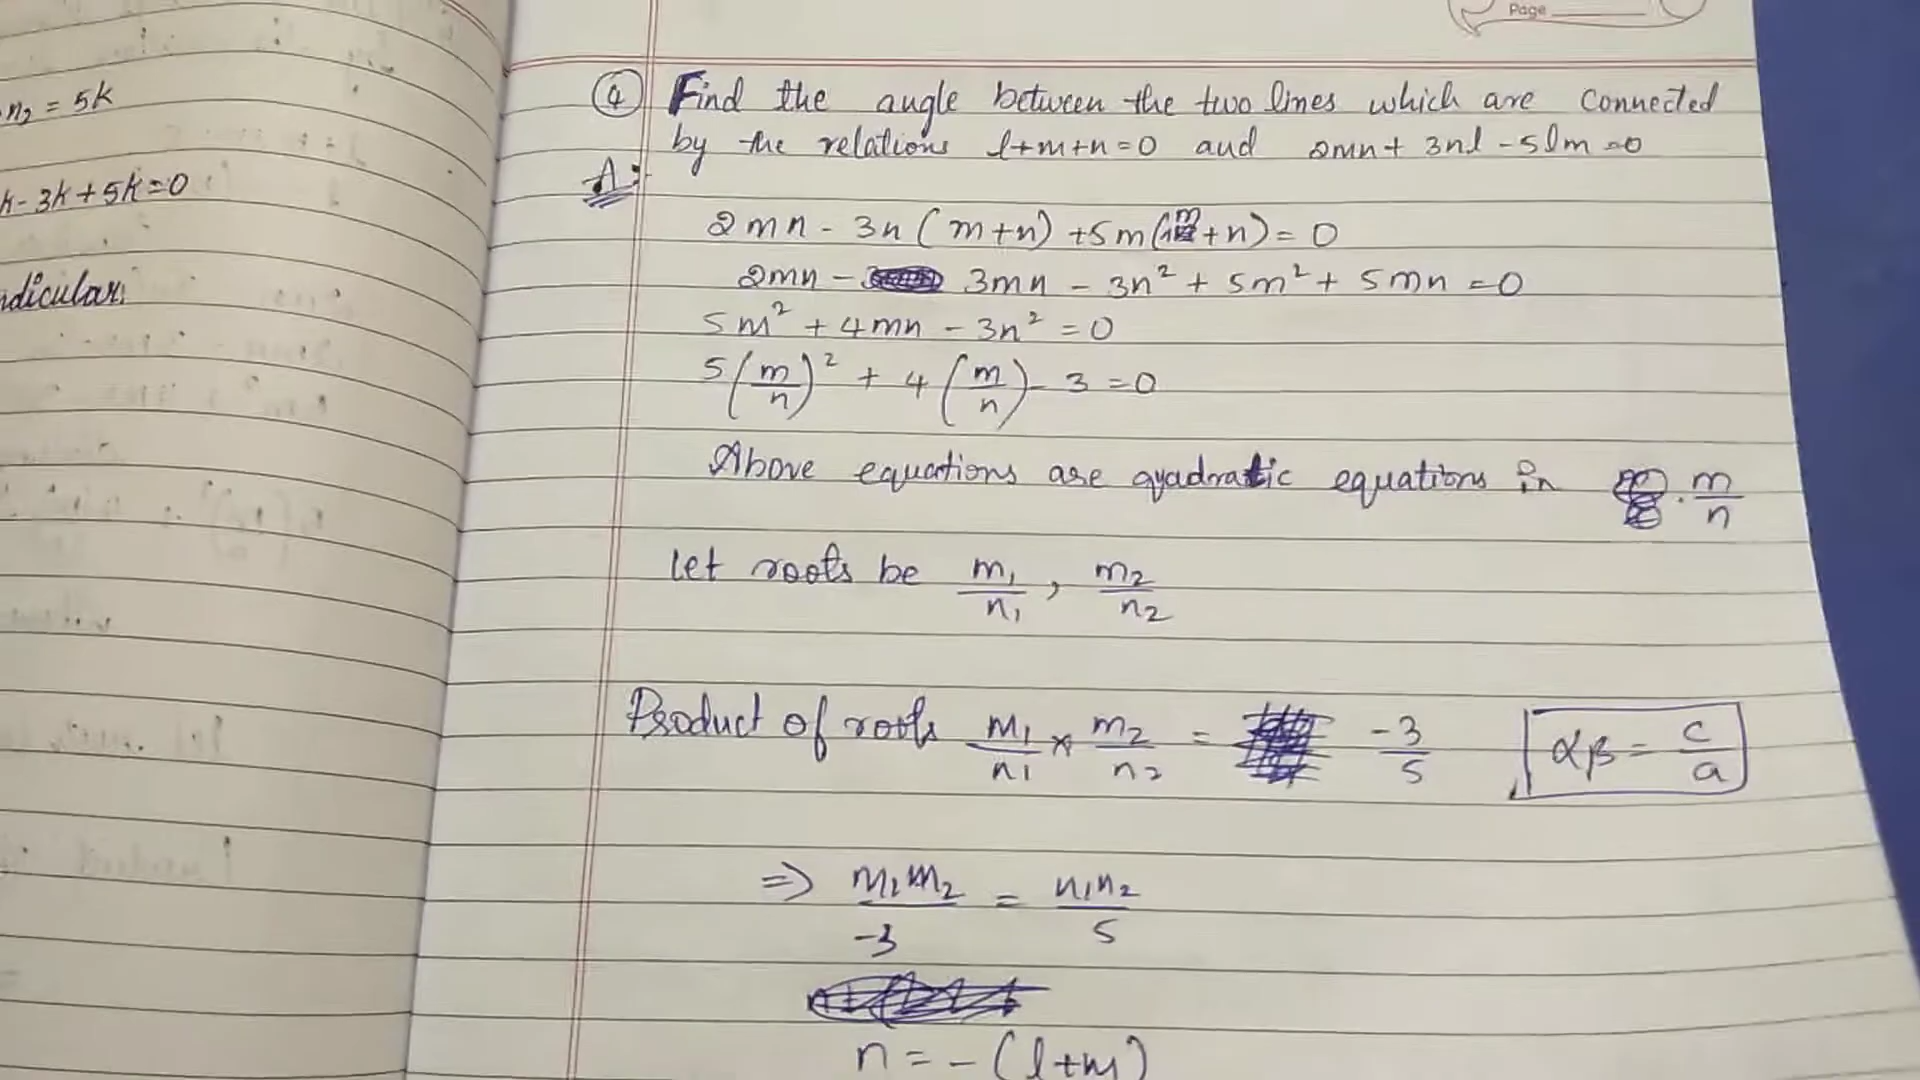 Page
n₂ = 5k
k - 3k + 5k = 0
ndicular.
④ Find the angle between the two lines which are connected
by the relations l+m+n=0 and 2mn + 3nl - 5lm = 0
A:-
2mn - 3n(m+n) + 5m(m+n) = 0
2mn - 3mn - 3n² + 5m² + 5mn = 0
5m² + 4mn - 3n² = 0
5(m/n)² + 4(m/n) - 3 = 0
Above equations are quadratic equations in m/n
let roots be m₁/n₁, m₂/n₂
Product of roots m₁/n₁ × m₂/n₂ = -3/5 αβ = c/a
=> m₁m₂/-3 = n₁n₂/5
n = -(l+m)